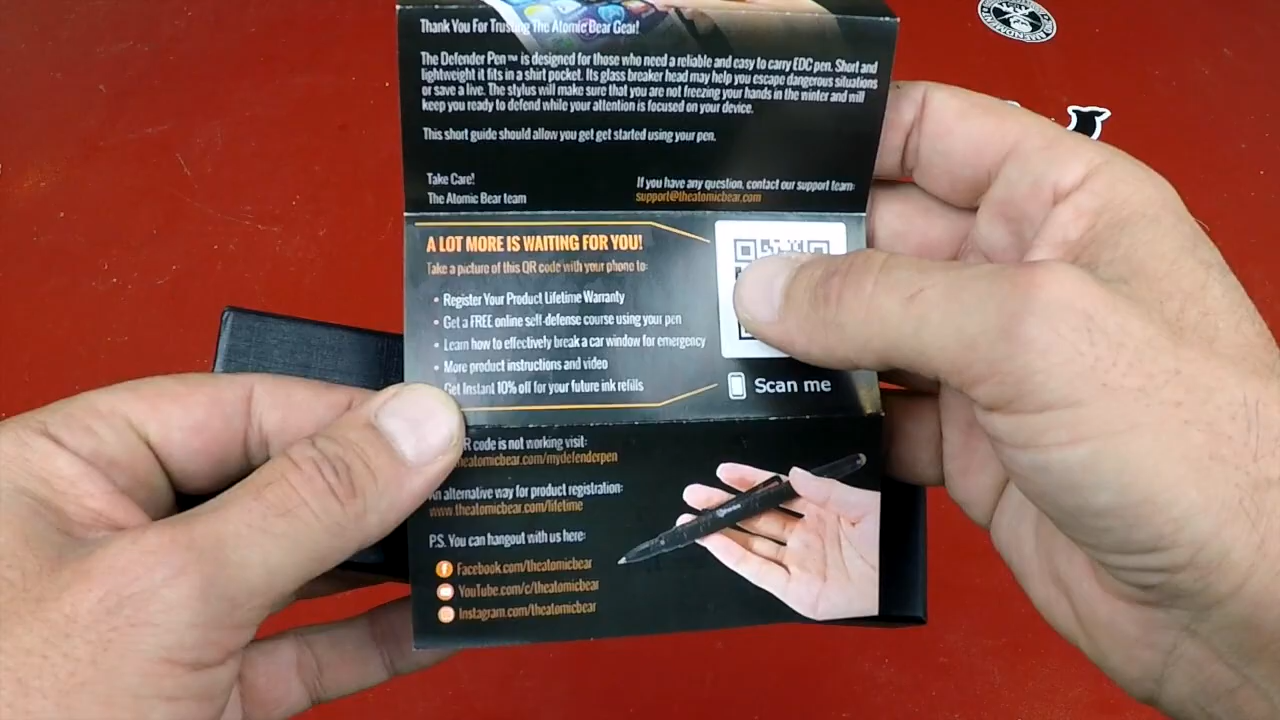 Thank You For Trusting The Atomic Bear Gear!
The Defender Pen™ is designed for those who need a reliable and easy to carry EDC pen. Short and
lightweight it fits in a shirt pocket. Its glass breaker head may help you escape dangerous situations
or save a live. The stylus will make sure that you are not freezing your hands in the winter and will
keep you ready to defend while your attention is focused on your device.
This short guide should allow you get get started using your pen.
Take Care!
The Atomic Bear team
If you have any question, contact our support team:
support@theatomicbear.com
A LOT MORE IS WAITING FOR YOU!
Take a picture of this QR code with your phone to:
• Register Your Product Lifetime Warranty
• Get a FREE online self-defense course using your pen
• Learn how to effectively break a car window for emergency
• More product instructions and video
Get Instant 10% off for your future ink refills
Scan me
R code is not working visit:
eatomicbear.com/mydefenderpen
An alternative way for product registration:
www.theatomicbear.com/lifetime
P.S. You can hangout with us here:
Facebook.com/theatomicbear
YouTube.com/c/theatomicbear
Instagram.com/theatomicbear